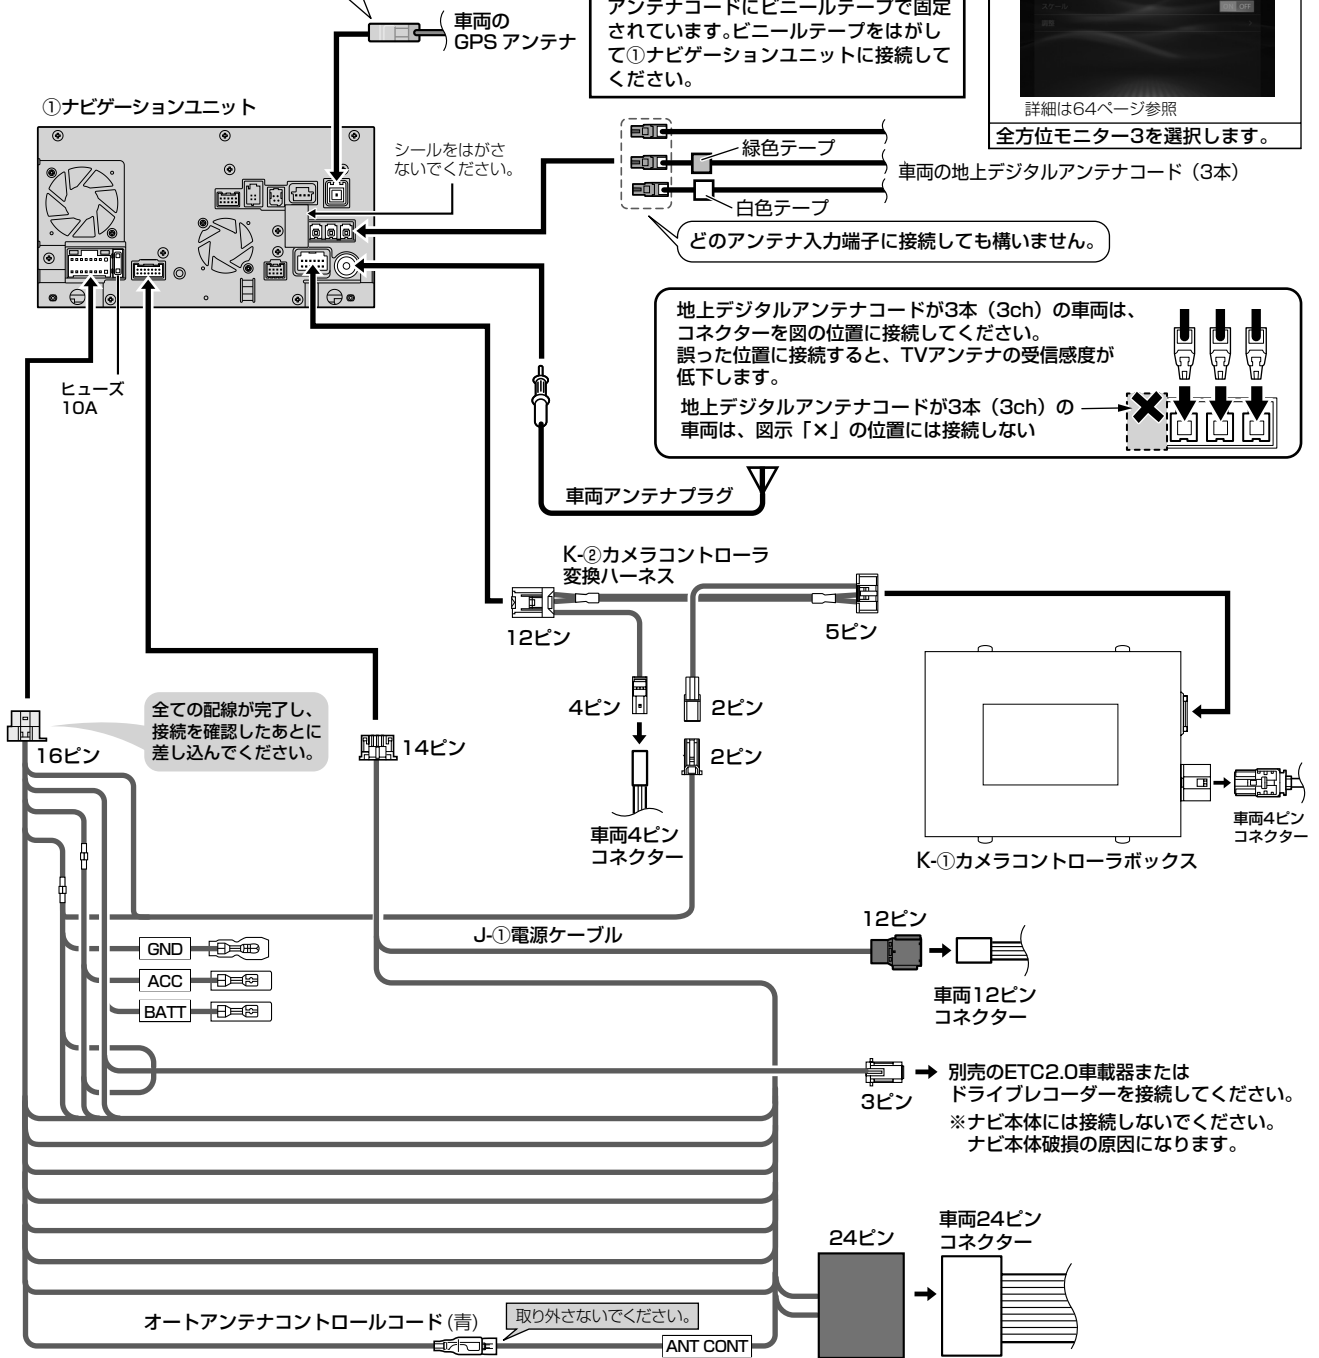 アンテナコードにビニールテープで固定
されています。ビニールテープをはがし
て①ナビゲーションユニットに接続して
ください。
スケール
ON OFF
調整
詳細は64ページ参照
全方位モニター3を選択します。
車両の
GPS アンテナ
①ナビゲーションユニット
シールをはがさ
ないでください。
緑色テープ
白色テープ
車両の地上デジタルアンテナコード（3本）
どのアンテナ入力端子に接続しても構いません。
地上デジタルアンテナコードが3本（3ch）の車両は、
コネクターを図の位置に接続してください。
誤った位置に接続すると、TVアンテナの受信感度が
低下します。
地上デジタルアンテナコードが3本（3ch）の
車両は、図示「×」の位置には接続しない
ヒューズ
10A
車両アンテナプラグ
K-②カメラコントローラ
変換ハーネス
12ピン
5ピン
4ピン
2ピン
2ピン
全ての配線が完了し、
接続を確認したあとに
差し込んでください。
16ピン
14ピン
車両4ピン
コネクター
車両4ピン
コネクター
K-①カメラコントローラボックス
J-①電源ケーブル
12ピン
車両12ピン
コネクター
GND
ACC
BATT
3ピン
別売のETC2.0車載器または
ドライブレコーダーを接続してください。
※ナビ本体には接続しないでください。
ナビ本体破損の原因になります。
24ピン
車両24ピン
コネクター
オートアンテナコントロールコード (青)
取り外さないでください。
ANT CONT